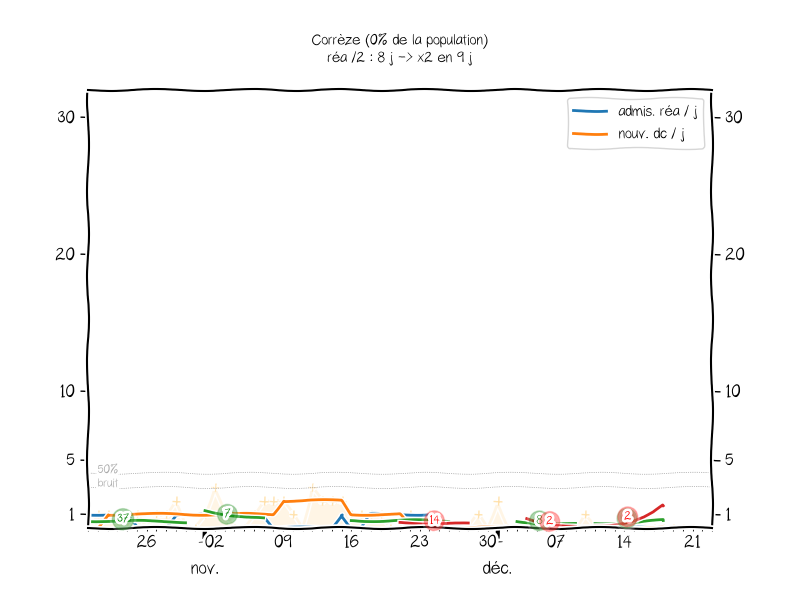 Corrèze (0% de la population)
réa /2 : 8 j -> x2 en 9 j
admis. réa / j
nouv. dc / j
30 30
20 20
10 10
5 5
50%
bruit
1 1
37 7 14 8 2 2
26 02 09 16 23 30 07 14 21
nov. déc.